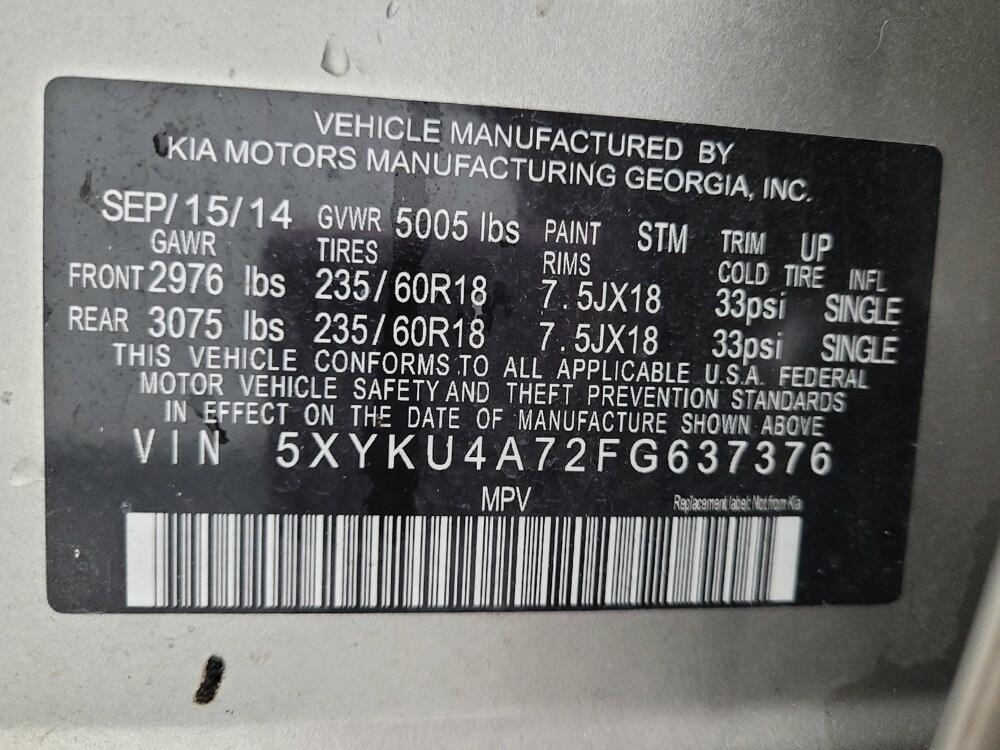 VEHICLE MANUFACTURED BY
KIA MOTORS MANUFACTURING GEORGIA, INC.
SEP/15/14 GVWR 5005 lbs PAINT STM TRIM UP
GAWR TIRES RIMS COLD TIRE INFL
FRONT 2976 lbs 235/60R18 7.5JX18 33psi SINGLE
REAR 3075 lbs 235/60R18 7.5JX18 33psi SINGLE
THIS VEHICLE CONFORMS TO ALL APPLICABLE U.S.A. FEDERAL
MOTOR VEHICLE SAFETY AND THEFT PREVENTION STANDARDS
IN EFFECT ON THE DATE OF MANUFACTURE SHOWN ABOVE
VIN 5XYKU4A72FG637376
MPV
Replacement label: Not from Kia